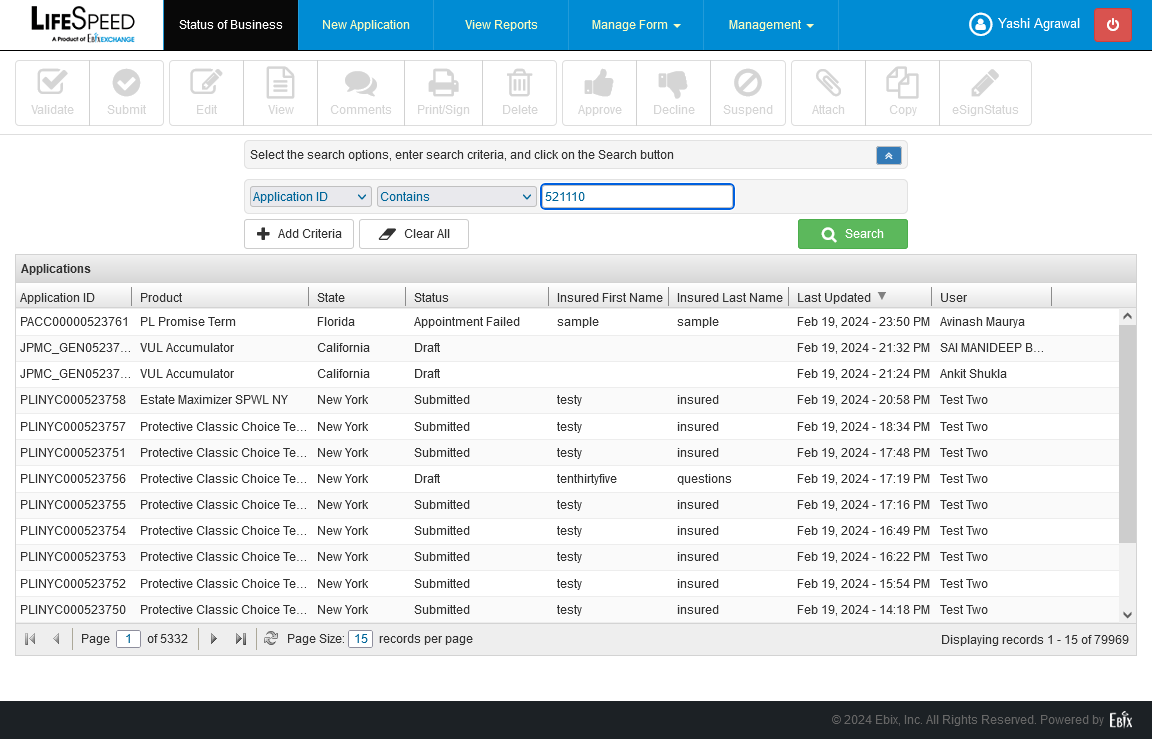 LIFESPEED
A Product of EbixEXCHANGE
Status of Business New Application View Reports Manage Form Management Yashi Agrawal
Validate Submit Edit View Comments Print/Sign Delete Approve Decline Suspend Attach Copy eSignStatus
Select the search options, enter search criteria, and click on the Search button
Application ID Contains 521110
Add Criteria Clear All Search
Applications
Application ID Product State Status Insured First Name Insured Last Name Last Updated User
PACC00000523761 PL Promise Term Florida Appointment Failed sample sample Feb 19, 2024 - 23:50 PM Avinash Maurya
JPMC_GEN05237... VUL Accumulator California Draft Feb 19, 2024 - 21:32 PM SAI MANIDEEP B...
JPMC_GEN05237... VUL Accumulator California Draft Feb 19, 2024 - 21:24 PM Ankit Shukla
PLINYC000523758 Estate Maximizer SPWL NY New York Submitted testy insured Feb 19, 2024 - 20:58 PM Test Two
PLINYC000523757 Protective Classic Choice Te... New York Submitted testy insured Feb 19, 2024 - 18:34 PM Test Two
PLINYC000523751 Protective Classic Choice Te... New York Submitted testy insured Feb 19, 2024 - 17:48 PM Test Two
PLINYC000523756 Protective Classic Choice Te... New York Draft tenthirtyfive questions Feb 19, 2024 - 17:19 PM Test Two
PLINYC000523755 Protective Classic Choice Te... New York Submitted testy insured Feb 19, 2024 - 17:16 PM Test Two
PLINYC000523754 Protective Classic Choice Te... New York Submitted testy insured Feb 19, 2024 - 16:49 PM Test Two
PLINYC000523753 Protective Classic Choice Te... New York Submitted testy insured Feb 19, 2024 - 16:22 PM Test Two
PLINYC000523752 Protective Classic Choice Te... New York Submitted testy insured Feb 19, 2024 - 15:54 PM Test Two
PLINYC000523750 Protective Classic Choice Te... New York Submitted testy insured Feb 19, 2024 - 14:18 PM Test Two
Page 1 of 5332 Page Size: 15 records per page Displaying records 1 - 15 of 79969
© 2024 Ebix, Inc. All Rights Reserved. Powered by Ebix